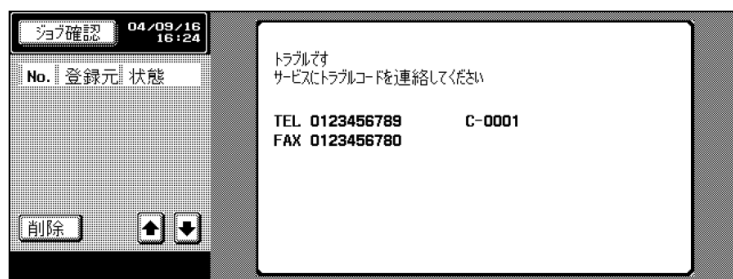 ジョブ確認
04/09/16
16:24
No. 登録元 状態
削除
トラブルです
サービスにトラブルコードを連絡してください
TEL 0123456789 C-0001
FAX 0123456780